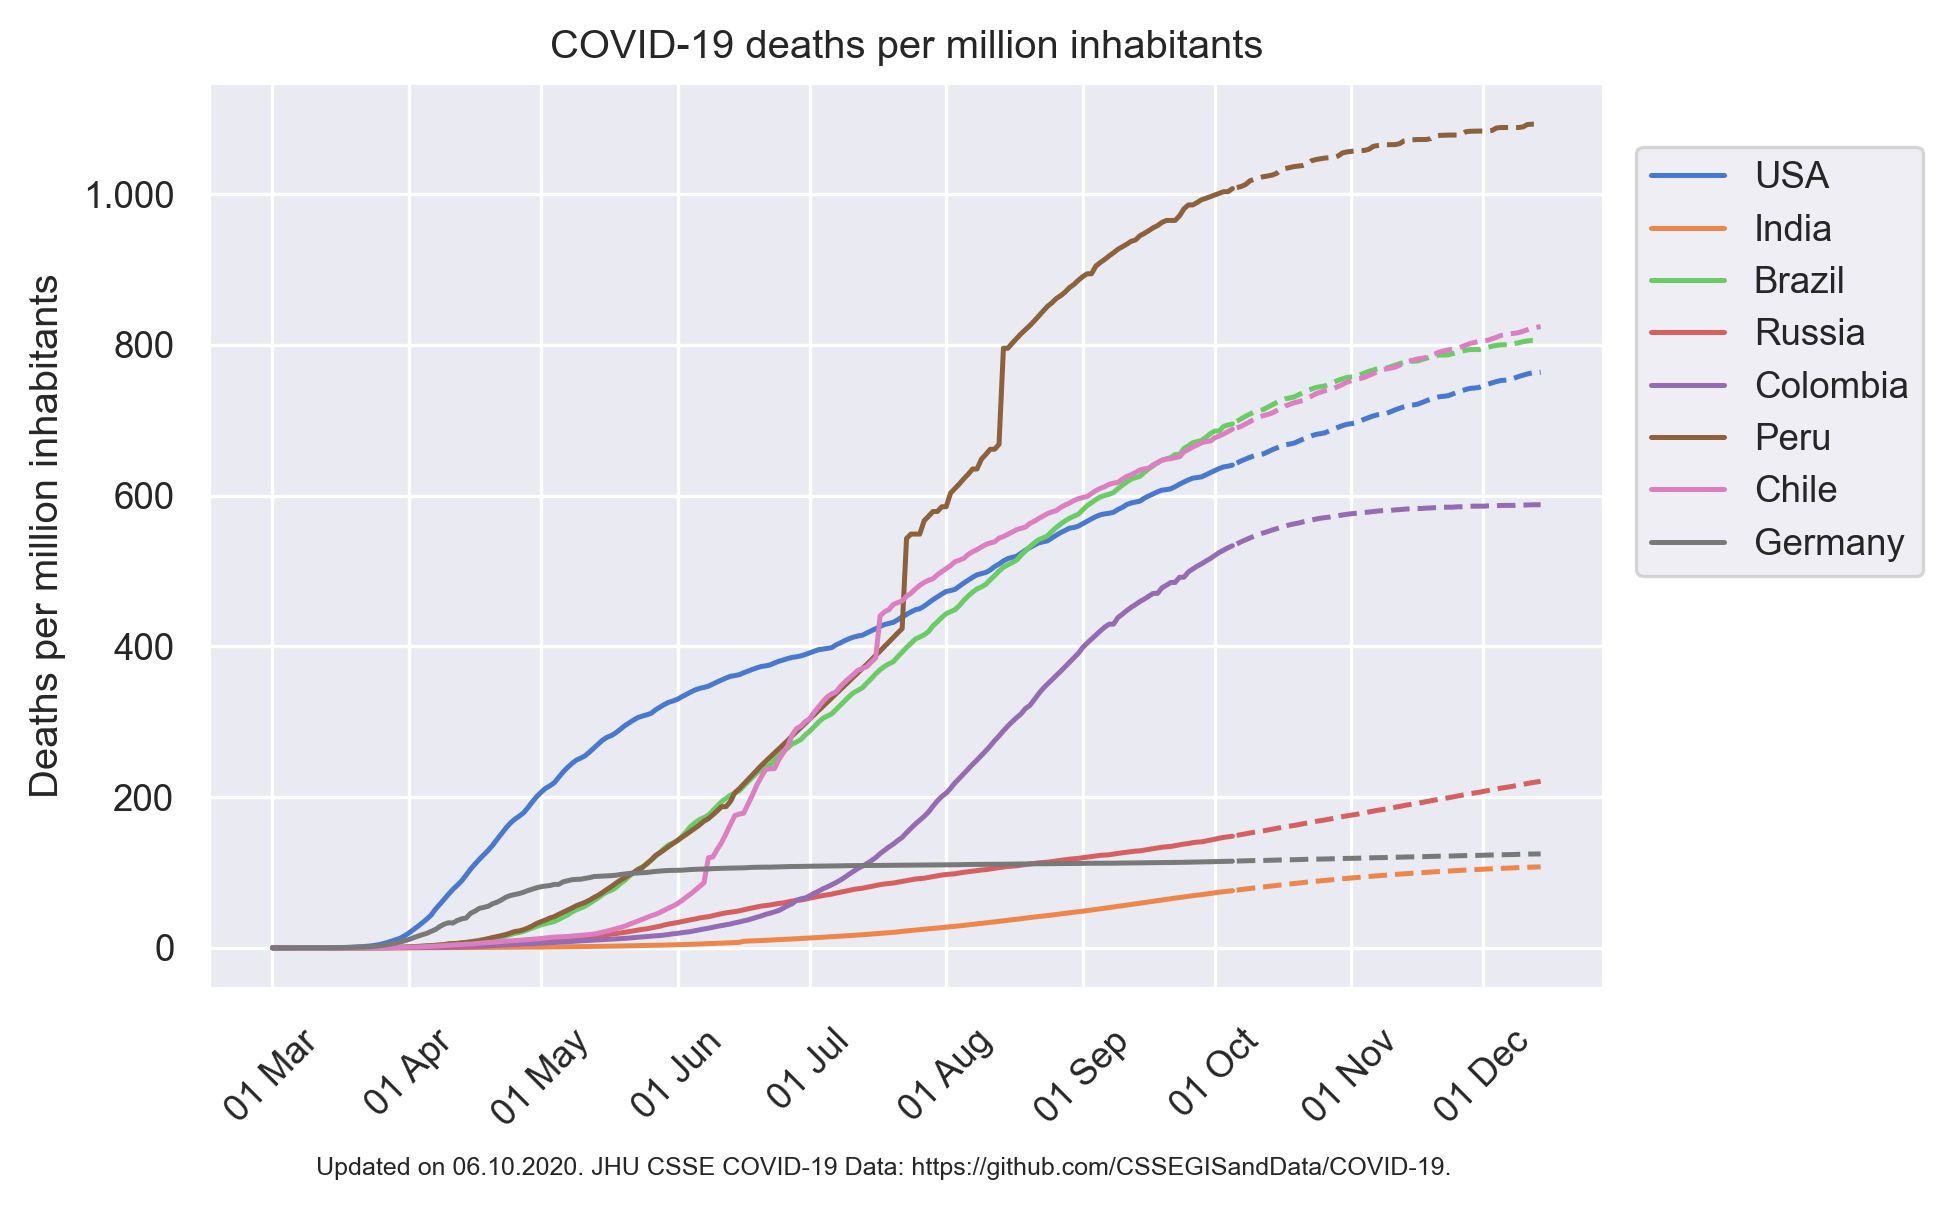 COVID-19 deaths per million inhabitants
Deaths per million inhabitants
1.000
800
600
400
200
0
01 Mar
01 Apr
01 May
01 Jun
01 Jul
01 Aug
01 Sep
01 Oct
01 Nov
01 Dec
USA
India
Brazil
Russia
Colombia
Peru
Chile
Germany
Updated on 06.10.2020. JHU CSSE COVID-19 Data: https://github.com/CSSEGISandData/COVID-19.